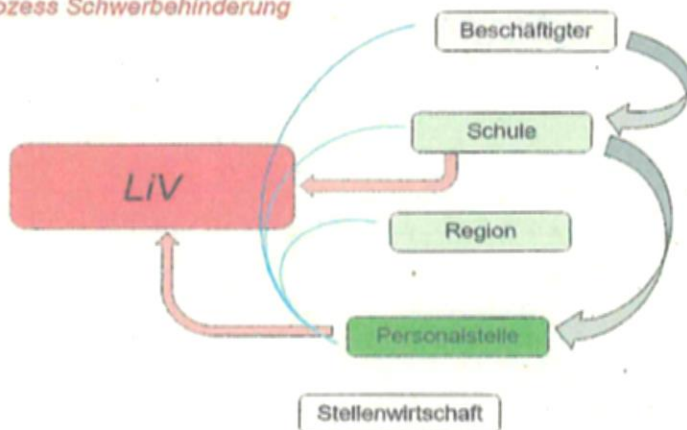 ozess Schwerbehinderung
Beschäftigter
Schule
LiV
Region
Personalstelle
Stellenwirtschaft